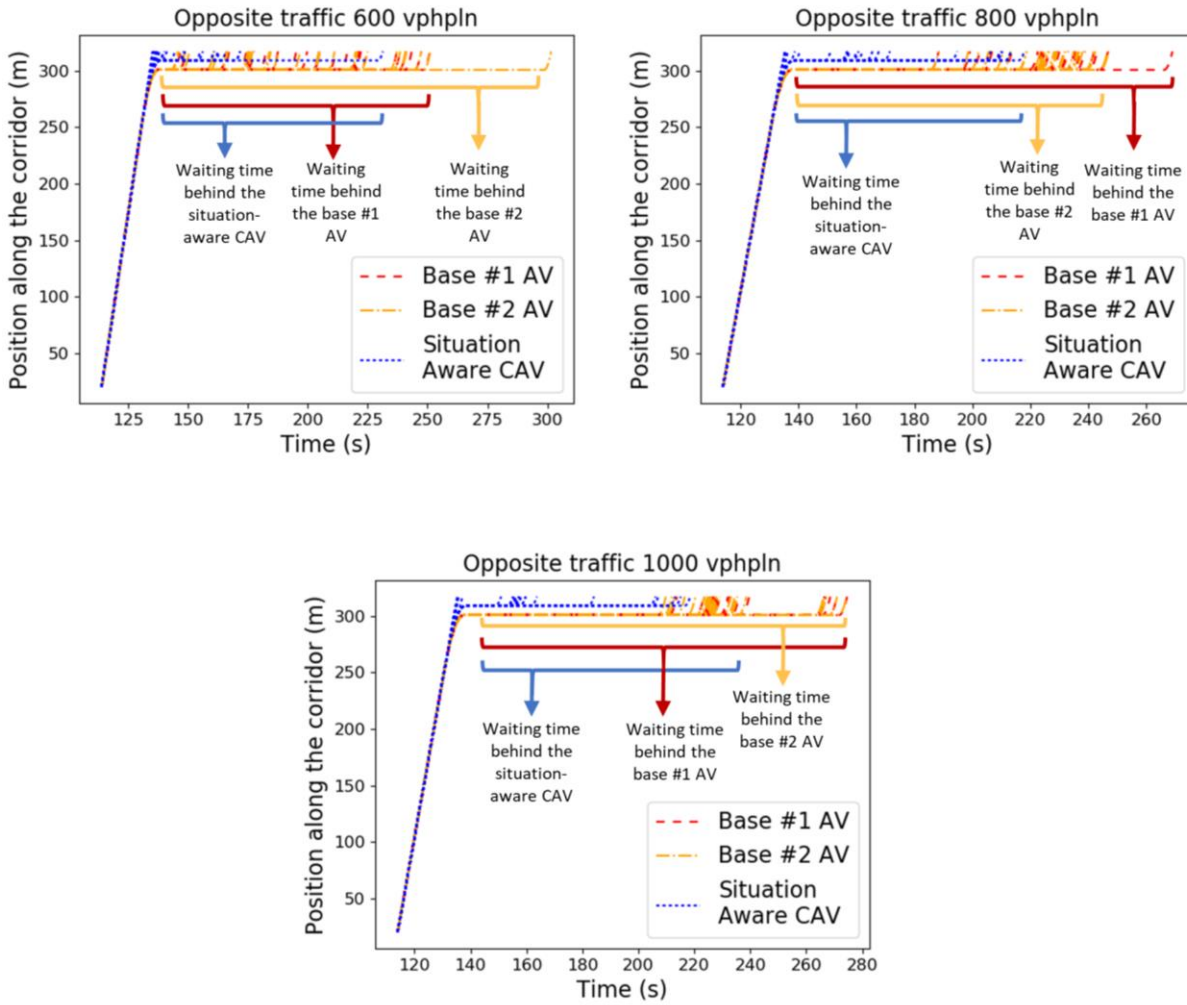 Opposite traffic 600 vphpln
Position along the corridor (m)
300
250
200
150
100
50
Waiting time
behind the
situation-
aware CAV
Waiting
time behind
the base #1
AV
Waiting
time behind
the base #2
AV
Base #1 AV
Base #2 AV
Situation
Aware CAV
125 150 175 200 225 250 275 300
Time (s)
Opposite traffic 800 vphpln
Position along the corridor (m)
300
250
200
150
100
50
Waiting time
behind the
situation-
aware CAV
Waiting
time behind
the base #2
AV
Waiting time
behind the
base #1 AV
Base #1 AV
Base #2 AV
Situation
Aware CAV
120 140 160 180 200 220 240 260
Time (s)
Opposite traffic 1000 vphpln
Position along the corridor (m)
300
250
200
150
100
50
Waiting time
behind the
situation-
aware CAV
Waiting time
behind the
base #1 AV
Waiting time
behind the
base #2 AV
Base #1 AV
Base #2 AV
Situation
Aware CAV
120 140 160 180 200 220 240 260 280
Time (s)